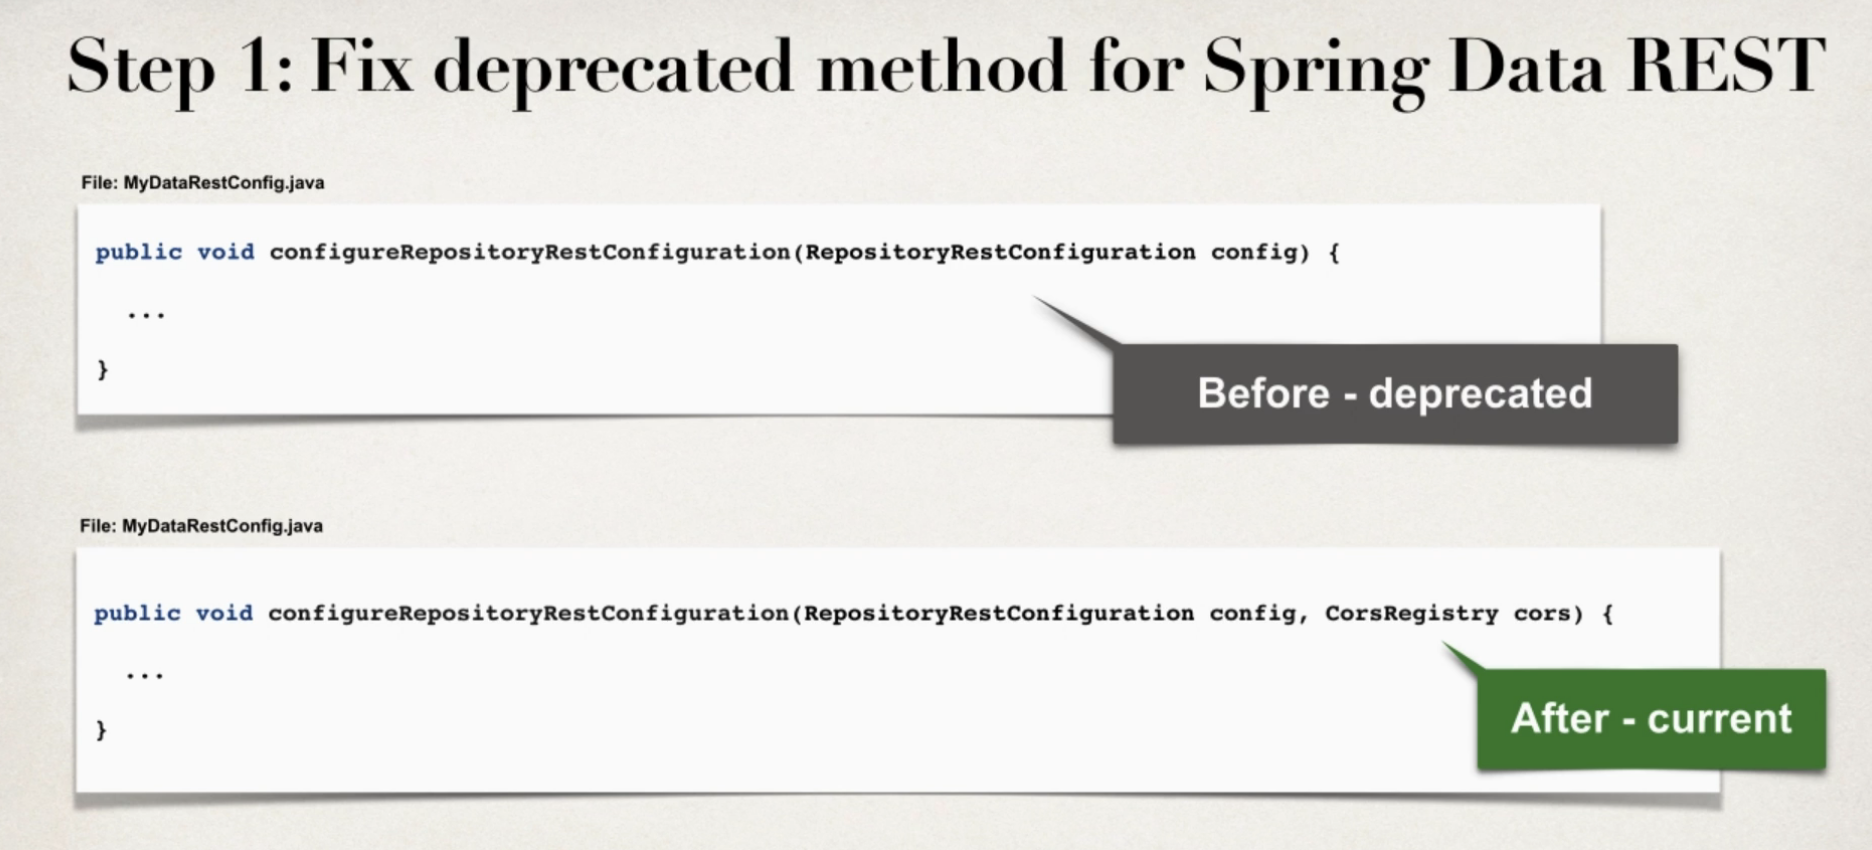 Step 1: Fix deprecated method for Spring Data REST
File: MyDataRestConfig.java
public void configureRepositoryRestConfiguration(RepositoryRestConfiguration config) {
...
}
Before - deprecated
File: MyDataRestConfig.java
public void configureRepositoryRestConfiguration(RepositoryRestConfiguration config, CorsRegistry cors) {
...
}
After - current